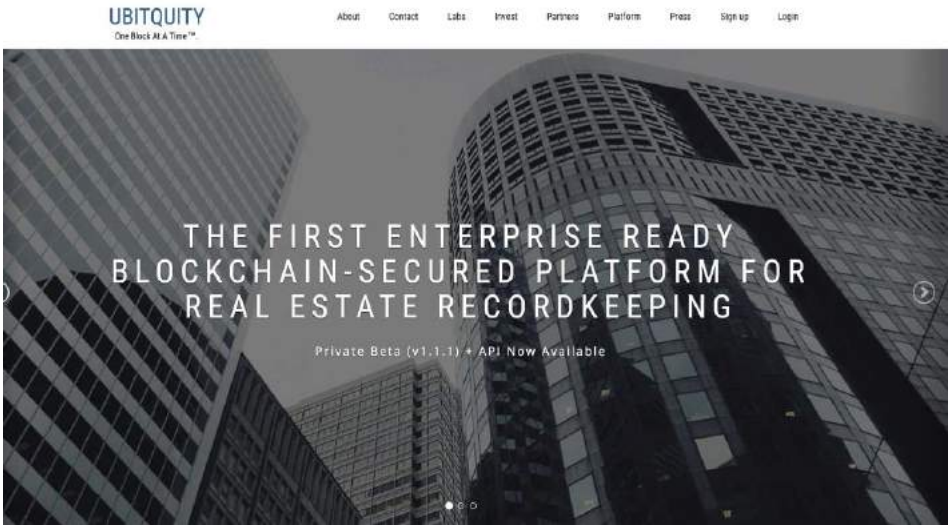 UBITQUITY
One Block At A Time™.
About Contact Labs Invest Partners Platform Press Sign up Login
THE FIRST ENTERPRISE READY
BLOCKCHAIN-SECURED PLATFORM FOR
REAL ESTATE RECORDKEEPING
Private Beta (v1.1.1) + API Now Available